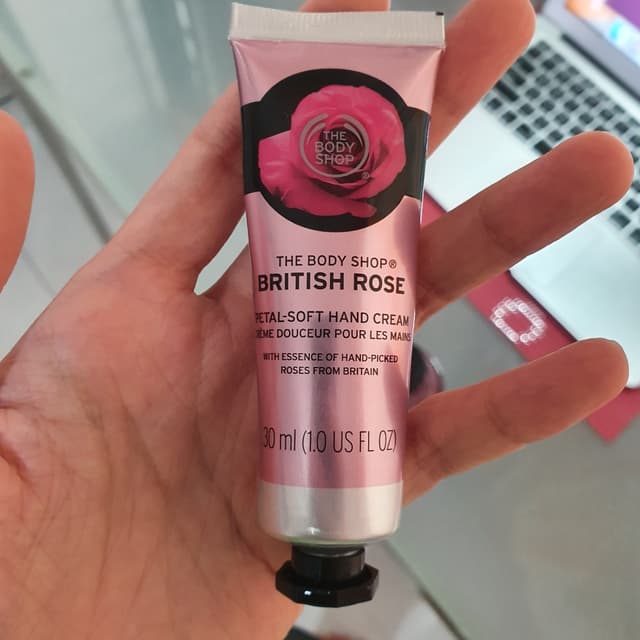 THE
BODY
SHOP
®
THE BODY SHOP®
BRITISH ROSE
PETAL-SOFT HAND CREAM
CRÈME DOUCEUR POUR LES MAINS
WITH ESSENCE OF HAND-PICKED
ROSES FROM BRITAIN
30 ml (1.0 US FL OZ)